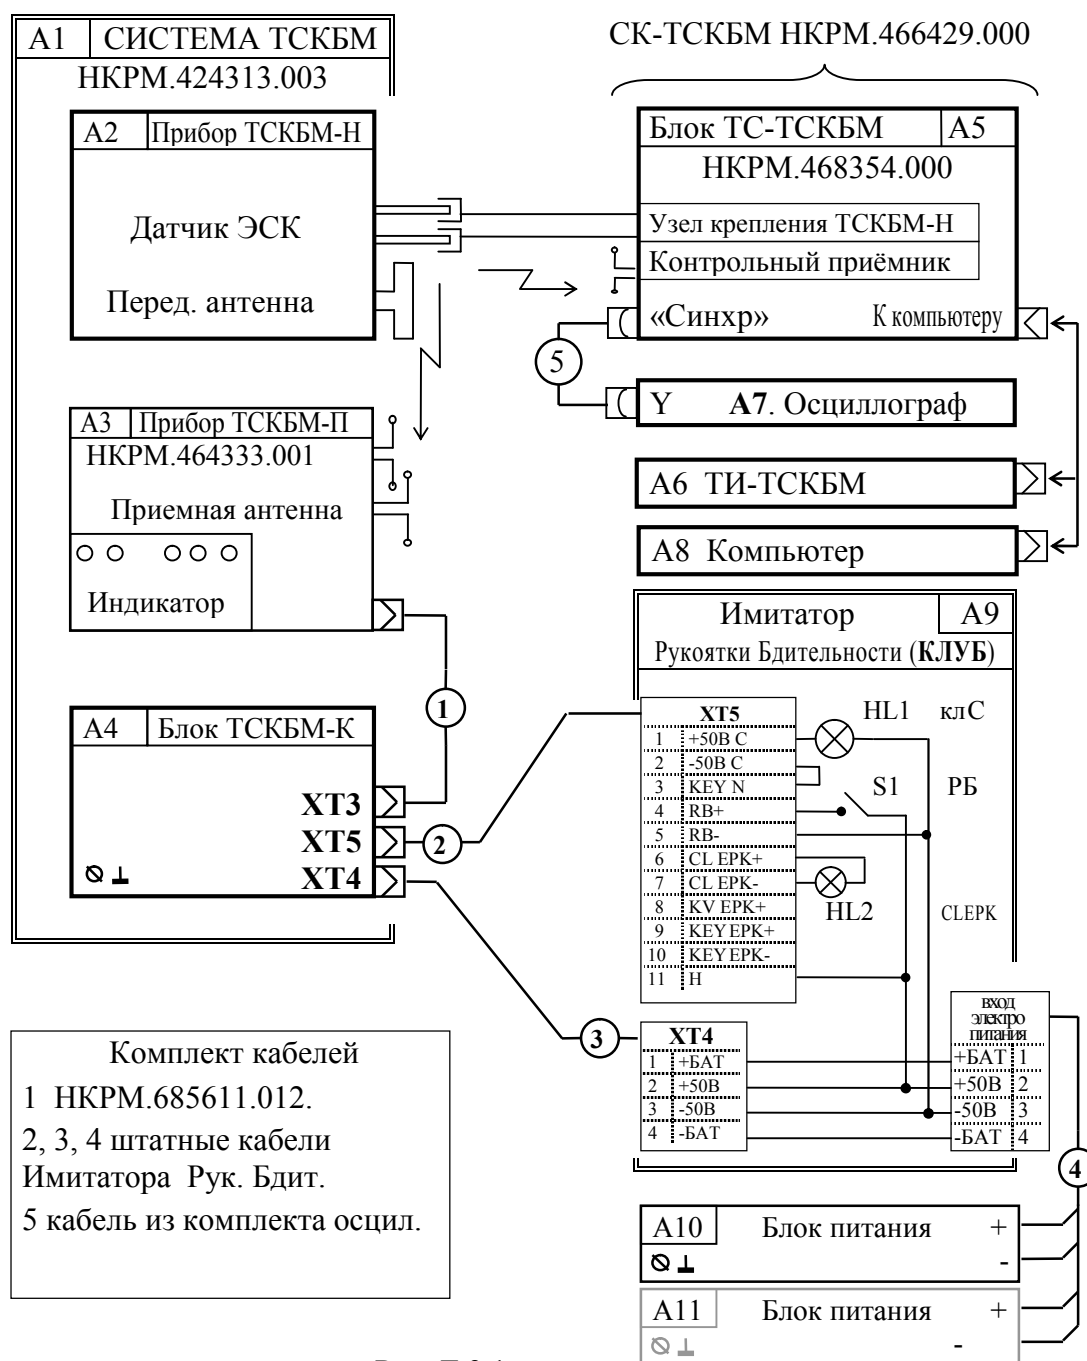 А1 СИСТЕМА ТСКБМ
НКРМ.424313.003
А2 Прибор ТСКБМ-Н
Датчик ЭСК
Перед. антенна
А3 Прибор ТСКБМ-П
НКРМ.464333.001
Приемная антенна
Индикатор
1
А4 Блок ТСКБМ-К
ХТ3
ХТ5
ХТ4
2
3
СК-ТСКБМ НКРМ.466429.000
Блок ТС-ТСКБМ А5
НКРМ.468354.000
Узел крепления ТСКБМ-Н
Контрольный приёмник
«Синхр» К компьютеру
5
Y А7. Осциллограф
А6 ТИ-ТСКБМ
А8 Компьютер
Имитатор А9
Рукоятки Бдительности (КЛУБ)
ХТ5
1 +50В С
2 -50В С
3 KEY N
4 RB+
5 RB-
6 CL EPK+
7 CL EPK-
8 KV EPK+
9 KEY EPK+
10 KEY EPK-
11 Н
HL1 клС
S1 РБ
HL2 CLEPK
ХТ4
1 +БАТ
2 +50В
3 -50В
4 -БАТ
вход
электро
питания
+БАТ 1
+50В 2
-50В 3
-БАТ 4
4
А10 Блок питания +
-
А11 Блок питания +
-
Комплект кабелей
1 НКРМ.685611.012.
2, 3, 4 штатные кабели
Имитатора Рук. Бдит.
5 кабель из комплекта осцил.